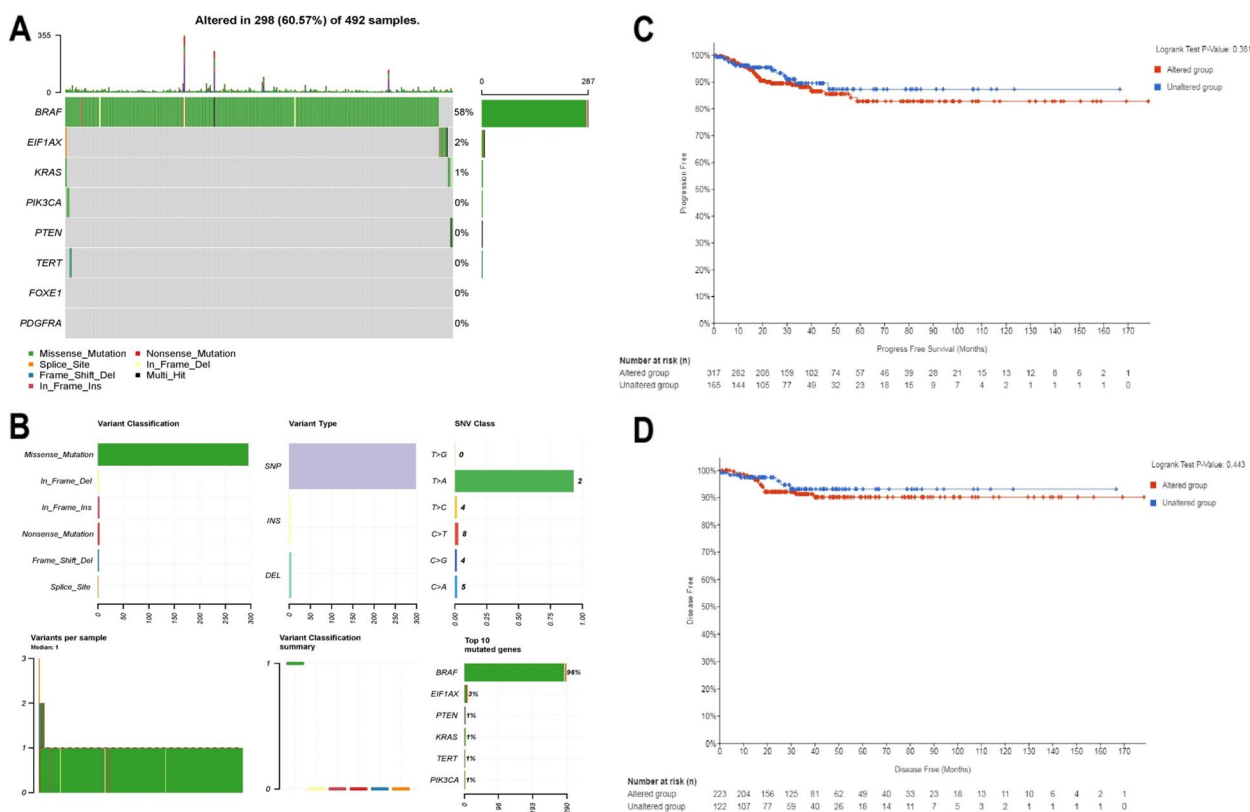 A
Altered in 298 (60.57%) of 492 samples.
355
0
0 287
BRAF 58%
EIF1AX 2%
KRAS 1%
PIK3CA 0%
PTEN 0%
TERT 0%
FOXE1 0%
PDGFRA 0%
Missense_Mutation Nonsense_Mutation
Splice_Site In_Frame_Del
Frame_Shift_Del Multi_Hit
In_Frame_Ins
B
Variant Classification
Missense_Mutation
In_Frame_Del
In_Frame_Ins
Nonsense_Mutation
Frame_Shift_Del
Splice_Site
0 50 100 150 200 250 300
Variant Type
SNP
INS
DEL
0 50 100 150 200 250 300
SNV Class
T>G 0
T>A 2
T>C 4
C>T 8
C>G 4
C>A 5
0.00 0.25 0.50 0.75 1.00
Variants per sample
Median: 1
3
2
1
0
Variant Classification
summary
1
0
Top 10
mutated genes
BRAF 96%
EIF1AX 3%
PTEN 1%
KRAS 1%
TERT 1%
PIK3CA 1%
0 96 193 290
C
Logrank Test P-Value: 0.361
Altered group
Unaltered group
100%
90%
80%
70%
60%
50%
40%
30%
20%
10%
0%
Progression Free
0 10 20 30 40 50 60 70 80 90 100 110 120 130 140 150 160 170
Progress Free Survival (Months)
Number at risk (n)
Altered group 317 282 208 159 102 74 57 46 39 28 21 15 13 12 8 6 2 1
Unaltered group 165 144 105 77 49 32 23 18 15 9 7 4 2 1 1 1 1 0
D
Logrank Test P-Value: 0.443
Altered group
Unaltered group
100%
90%
80%
70%
60%
50%
40%
30%
20%
10%
0%
Disease Free
0 10 20 30 40 50 60 70 80 90 100 110 120 130 140 150 160 170
Disease Free (Months)
Number at risk (n)
Altered group 223 204 156 125 81 62 49 40 33 23 18 13 11 10 6 4 2 1
Unaltered group 122 107 77 59 40 26 18 14 11 7 5 3 2 1 1 1 1 0